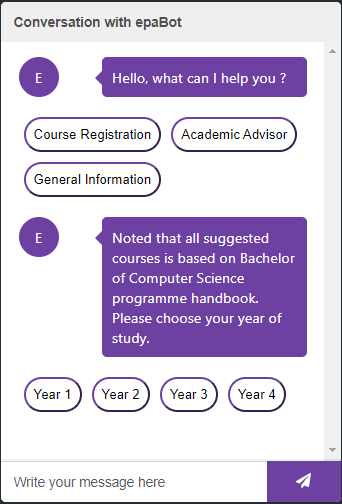 Conversation with epaBot
E
Hello, what can I help you ?
Course Registration
Academic Advisor
General Information
E
Noted that all suggested
courses is based on Bachelor
of Computer Science
programme handbook.
Please choose your year of
study.
Year 1
Year 2
Year 3
Year 4
Write your message here